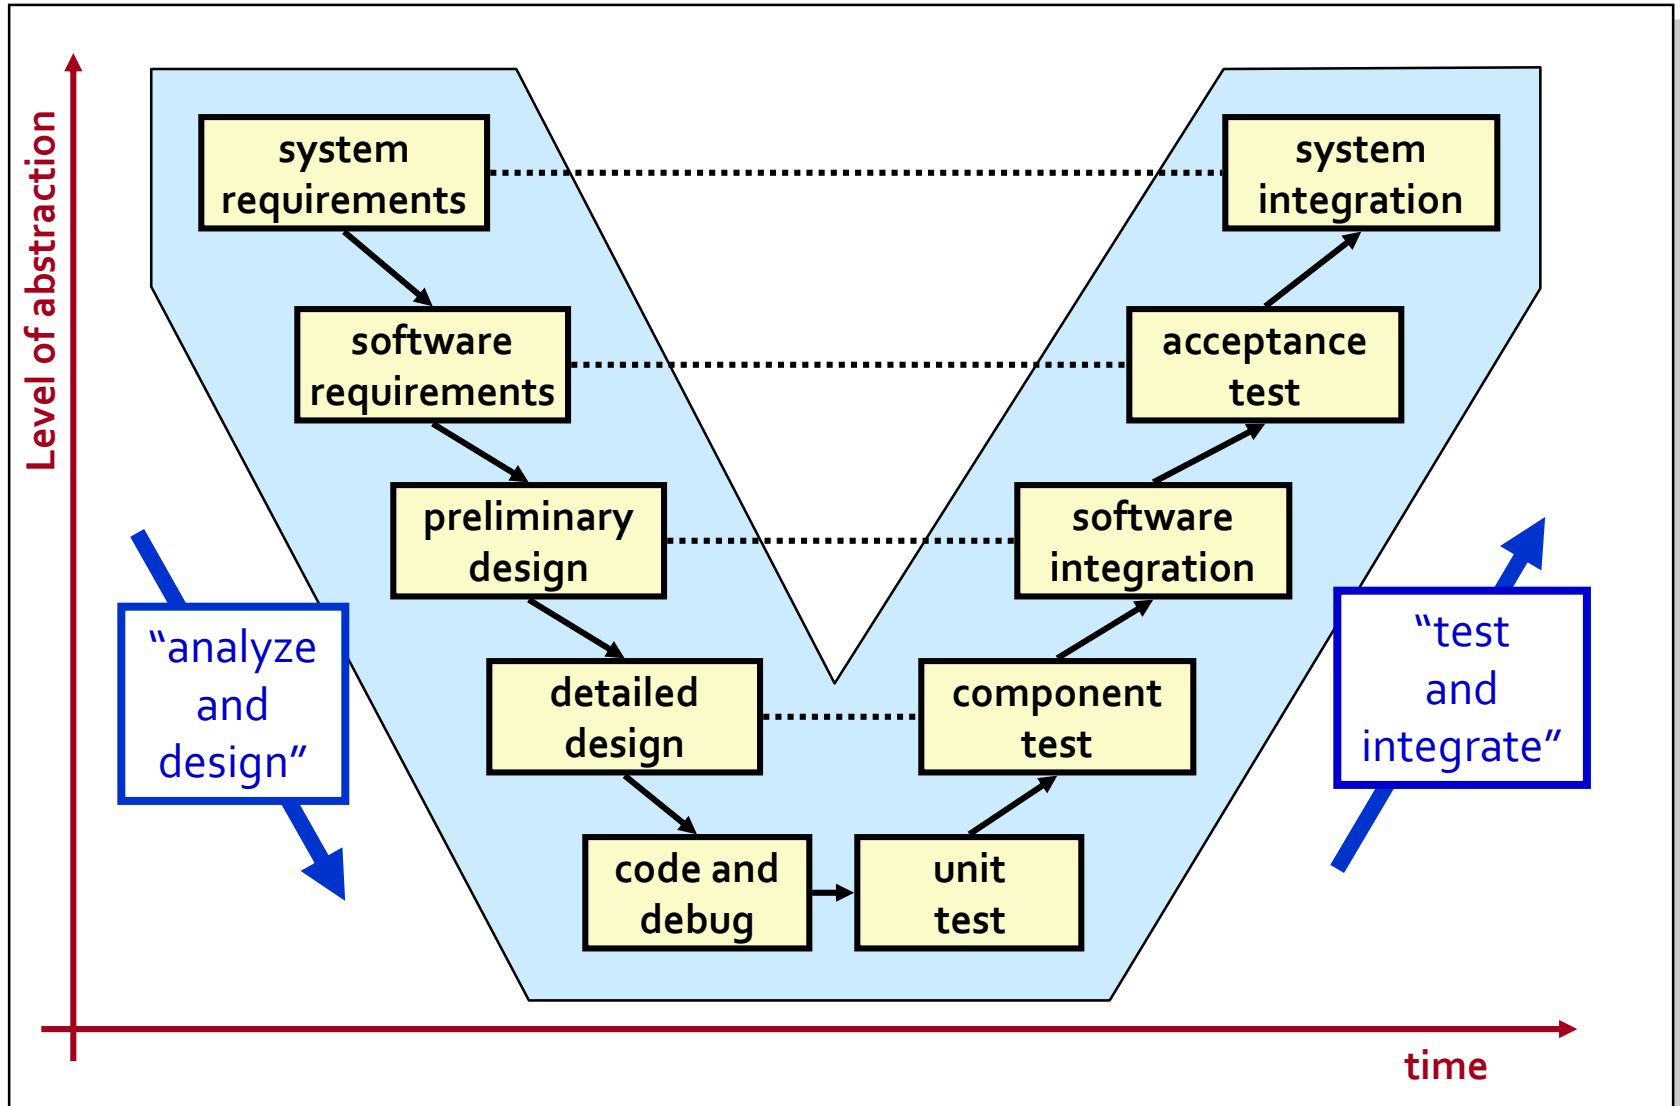 Level of abstraction
system
requirements
system
integration
software
requirements
acceptance
test
preliminary
design
software
integration
“analyze
and
design”
detailed
design
component
test
“test
and
integrate”
code and
debug
unit
test
time